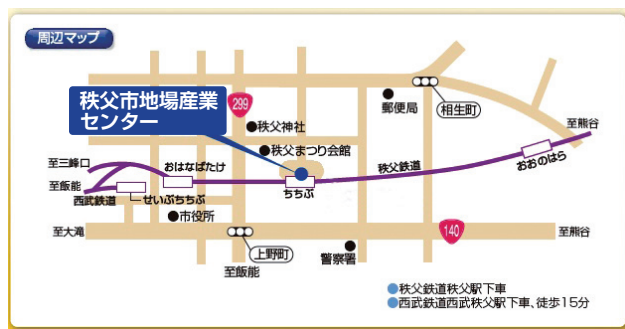 周辺マップ
秩父市地場産業
センター
299
秩父神社
秩父まつり会館
郵便局
相生町
至熊谷
至三峰口
おはなばたけ
秩父鉄道
おおのはら
至飯能
西武鉄道
せいぶちちぶ
ちちぶ
市役所
至大滝
上野町
140
至熊谷
至飯能
警察署
●秩父鉄道秩父駅下車
●西武鉄道西武秩父駅下車、徒歩15分